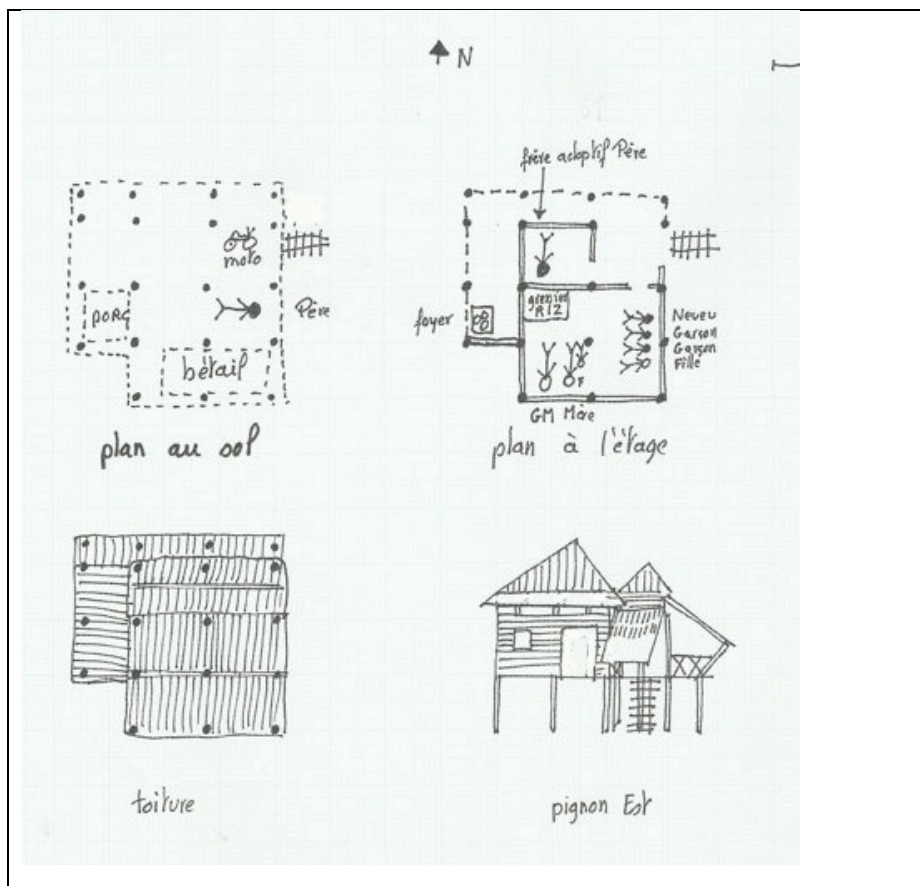 N
frère adoptif Père
moto
Père
porc
bétail
plan au sol
grenier
RIZ
foyer
Neveu
Garçon
Garçon
Fille
F
GM Mère
plan à l'étage
toiture
pignon Est